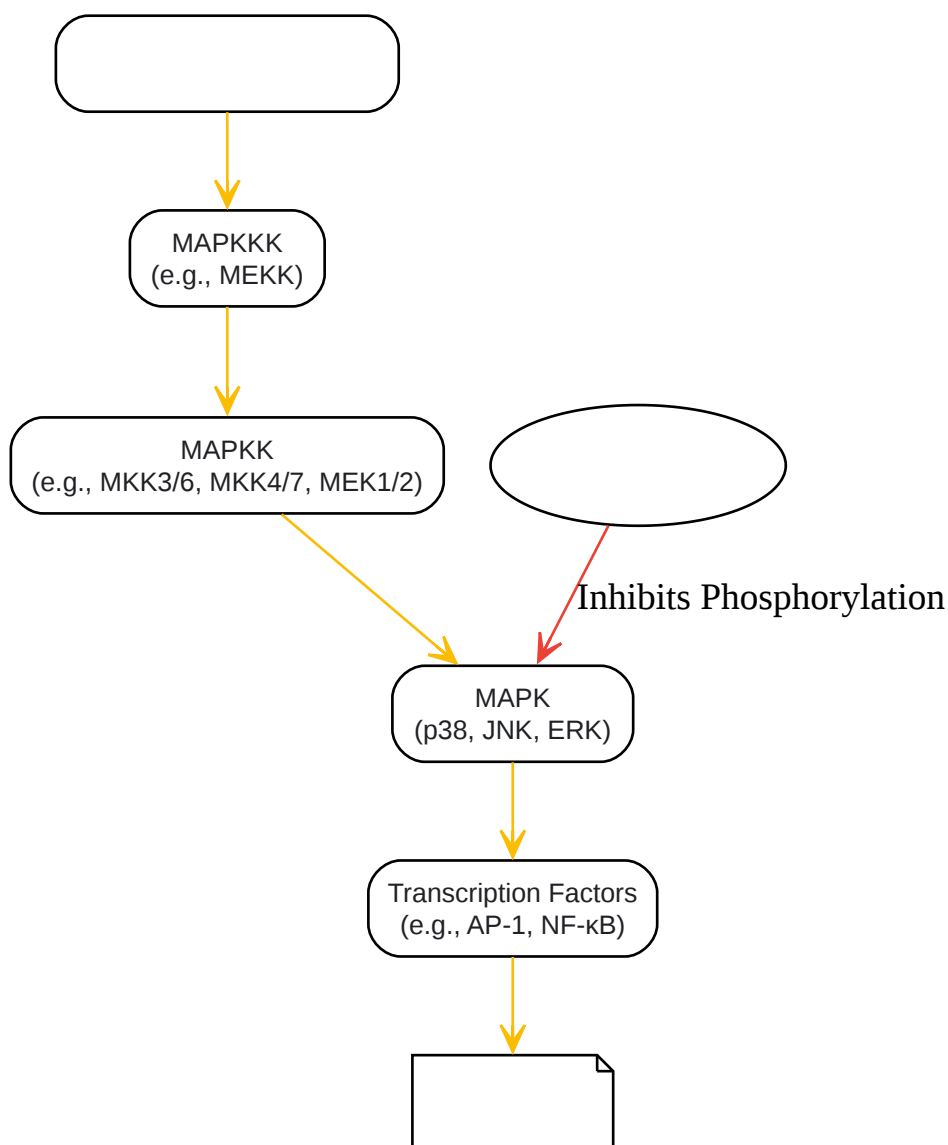 MAPKKK
(e.g., MEKK)
MAPKK
(e.g., MKK3/6, MKK4/7, MEK1/2)
Inhibits Phosphorylation
MAPK
(p38, JNK, ERK)
Transcription Factors
(e.g., AP-1, NF-κB)